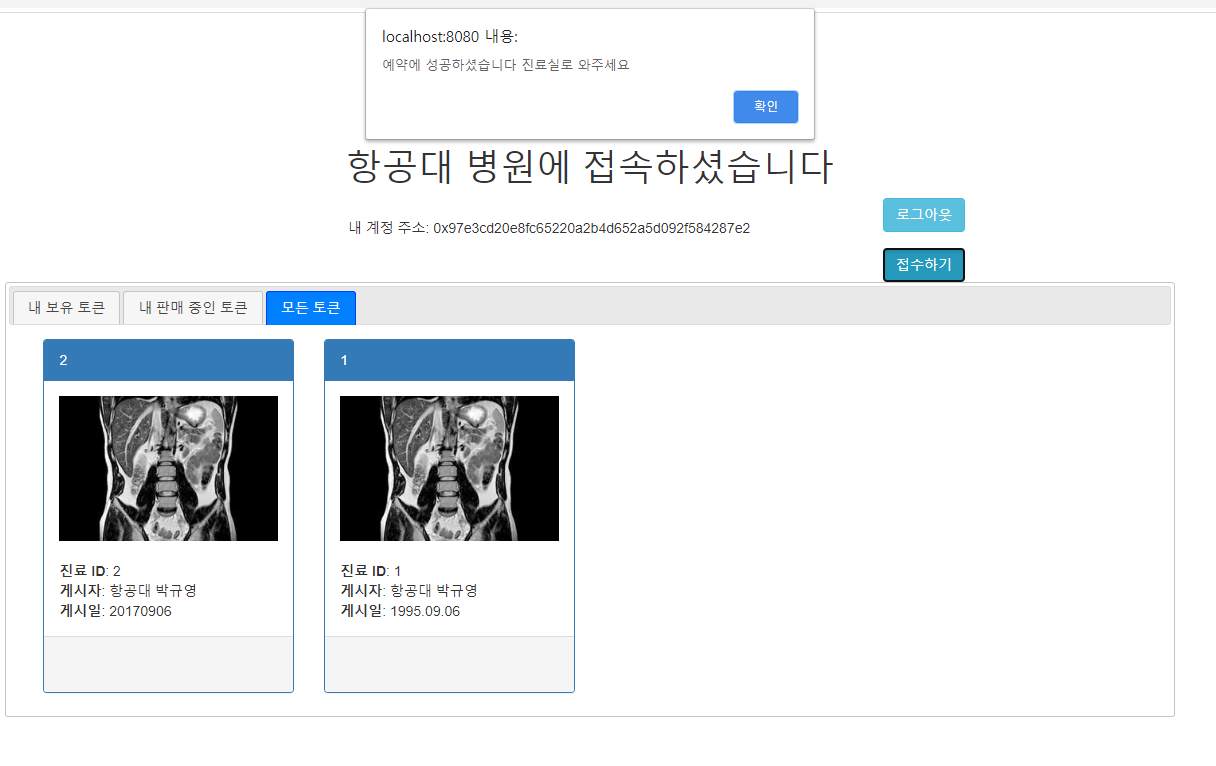 localhost:8080 내용:
예약에 성공하셨습니다 진료실로 와주세요
확인
항공대 병원에 접속하셨습니다
로그아웃
내 계정 주소: 0x97e3cd20e8fc65220a2b4d652a5d092f584287e2
접수하기
내 보유 토큰 내 판매 중인 토큰 모든 토큰
2
진료 ID: 2
게시자: 항공대 박규영
게시일: 20170906
1
진료 ID: 1
게시자: 항공대 박규영
게시일: 1995.09.06